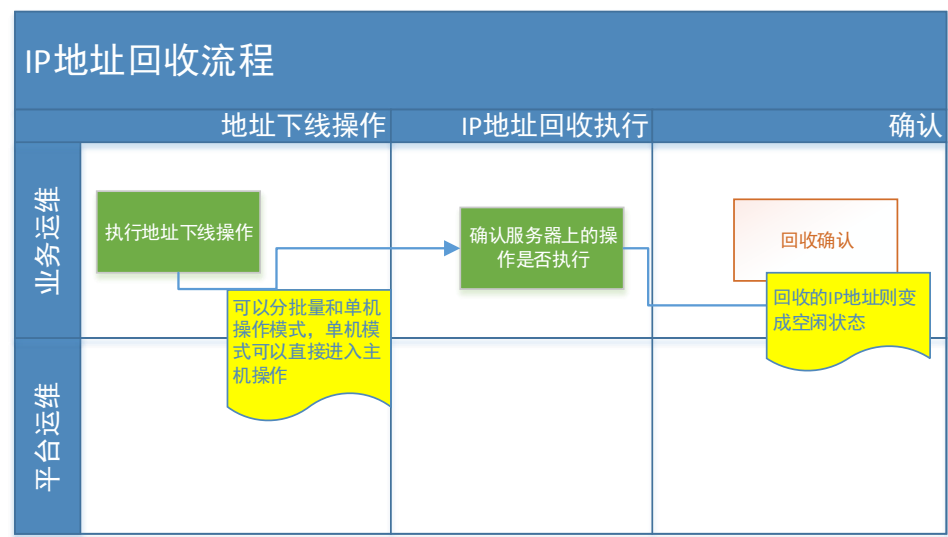 IP地址回收流程
地址下线操作
IP地址回收执行
确认
业务运维
执行地址下线操作
确认服务器上的操
作是否执行
回收确认
可以分批量和单机
操作模式，单机模
式可以直接进入主
机操作
回收的IP地址则变
成空闲状态
平台运维